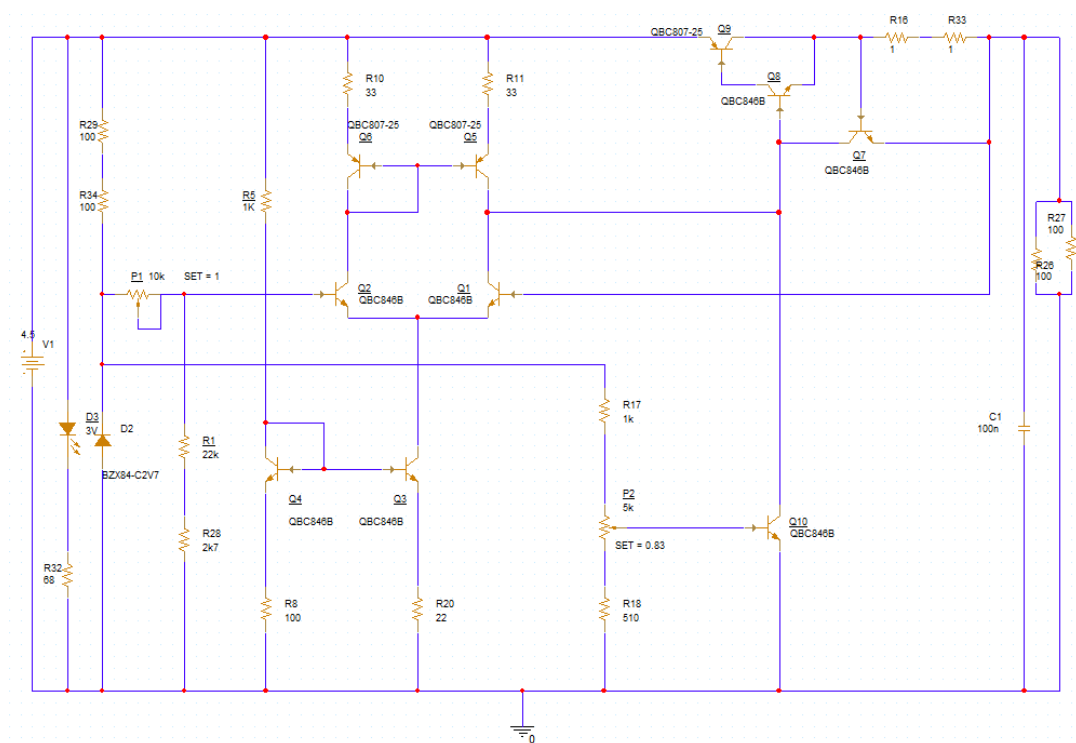 QBC807-25
Q9
R16
R33
1
1
R10
33
R11
33
Q8
QBC846B
R29
100
QBC807-25
QBC807-25
Q6
Q5
Q7
QBC846B
R34
100
R5
1K
R27
100
R26
100
P1
10k
SET = 1
Q2
QBC846B
Q1
QBC846B
4.5
V1
R17
1k
D3
3V
D2
C1
100n
R1
22k
BZX84-C2V7
P2
5k
Q4
QBC846B
Q3
QBC846B
Q10
QBC846B
R28
2k7
SET = 0.83
R32
68
R8
100
R20
22
R18
510
0